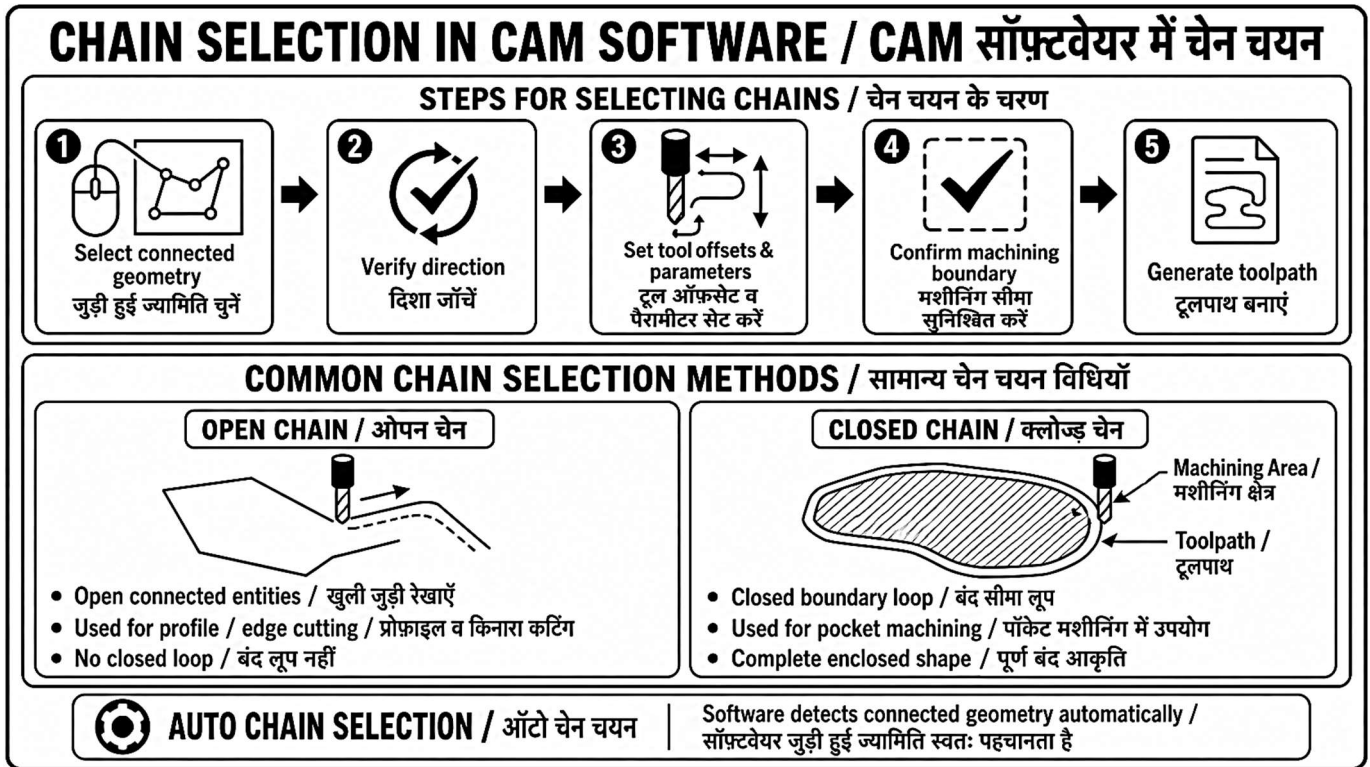 CHAIN SELECTION IN CAM SOFTWARE / CAM सॉफ़्टवेयर में चेन चयन
STEPS FOR SELECTING CHAINS / चेन चयन के चरण
1
Select connected
geometry
जुड़ी हुई ज्यामिति चुनें
2
Verify direction
दिशा जॉचें
3
Set tool offsets &
parameters
टूल ऑफ़सेट व
पैरामीटर सेट करें
4
Confirm machining
boundary
मशीनिंग सीमा
सुनिश्चित करें
5
Generate toolpath
टूलपाथ बनाएं
COMMON CHAIN SELECTION METHODS / सामान्य चेन चयन विधियॉ
OPEN CHAIN / ओपन चेन
• Open connected entities / खुली जुड़ी रेखाऍ
• Used for profile / edge cutting / प्रोफ़ाइल व किनारा कटिंग
• No closed loop / बंद लूप नहीं
CLOSED CHAIN / क्लोज्ड़ चेन
Machining Area /
मशीनिंग क्षेत्र
Toolpath /
टूलपाथ
• Closed boundary loop / बंद सीमा लूप
• Used for pocket machining / पॉकेट मशीनिंग में उपयोग
• Complete enclosed shape / पूर्ण बंद आकृति
AUTO CHAIN SELECTION / ऑटो चेन चयन
Software detects connected geometry automatically /
सॉफ़्टवेयर जुड़ी हुई ज्यामिति स्वतः पहचानता है